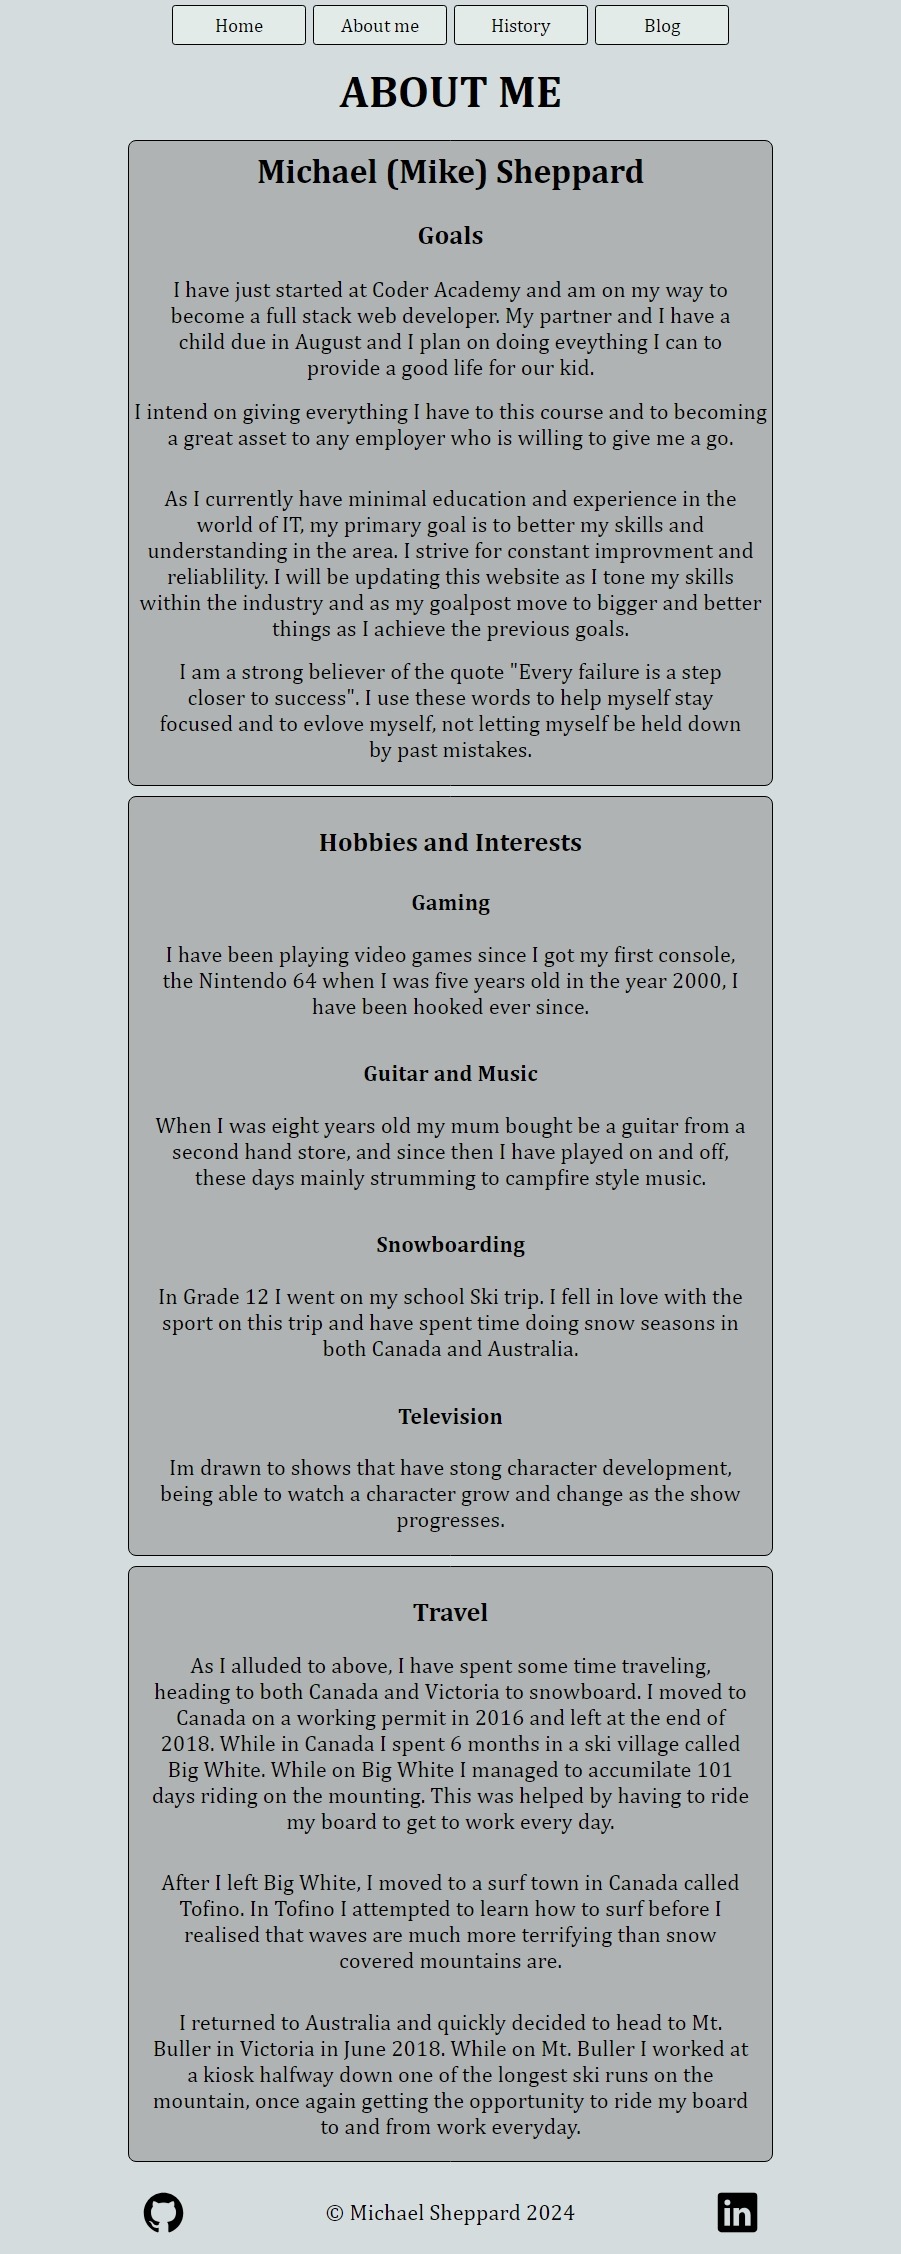 Home
About me
History
Blog
ABOUT ME
Michael (Mike) Sheppard
Goals
I have just started at Coder Academy and am on my way to
become a full stack web developer. My partner and I have a
child due in August and I plan on doing eveything I can to
provide a good life for our kid.
I intend on giving everything I have to this course and to becoming
a great asset to any employer who is willing to give me a go.
As I currently have minimal education and experience in the
world of IT, my primary goal is to better my skills and
understanding in the area. I strive for constant improvment and
reliablility. I will be updating this website as I tone my skills
within the industry and as my goalpost move to bigger and better
things as I achieve the previous goals.
I am a strong believer of the quote "Every failure is a step
closer to success". I use these words to help myself stay
focused and to evlove myself, not letting myself be held down
by past mistakes.
Hobbies and Interests
Gaming
I have been playing video games since I got my first console,
the Nintendo 64 when I was five years old in the year 2000, I
have been hooked ever since.
Guitar and Music
When I was eight years old my mum bought be a guitar from a
second hand store, and since then I have played on and off,
these days mainly strumming to campfire style music.
Snowboarding
In Grade 12 I went on my school Ski trip. I fell in love with the
sport on this trip and have spent time doing snow seasons in
both Canada and Australia.
Television
Im drawn to shows that have stong character development,
being able to watch a character grow and change as the show
progresses.
Travel
As I alluded to above, I have spent some time traveling,
heading to both Canada and Victoria to snowboard. I moved to
Canada on a working permit in 2016 and left at the end of
2018. While in Canada I spent 6 months in a ski village called
Big White. While on Big White I managed to accumilate 101
days riding on the mounting. This was helped by having to ride
my board to get to work every day.
After I left Big White, I moved to a surf town in Canada called
Tofino. In Tofino I attempted to learn how to surf before I
realised that waves are much more terrifying than snow
covered mountains are.
I returned to Australia and quickly decided to head to Mt.
Buller in Victoria in June 2018. While on Mt. Buller I worked at
a kiosk halfway down one of the longest ski runs on the
mountain, once again getting the opportunity to ride my board
to and from work everyday.
© Michael Sheppard 2024
in